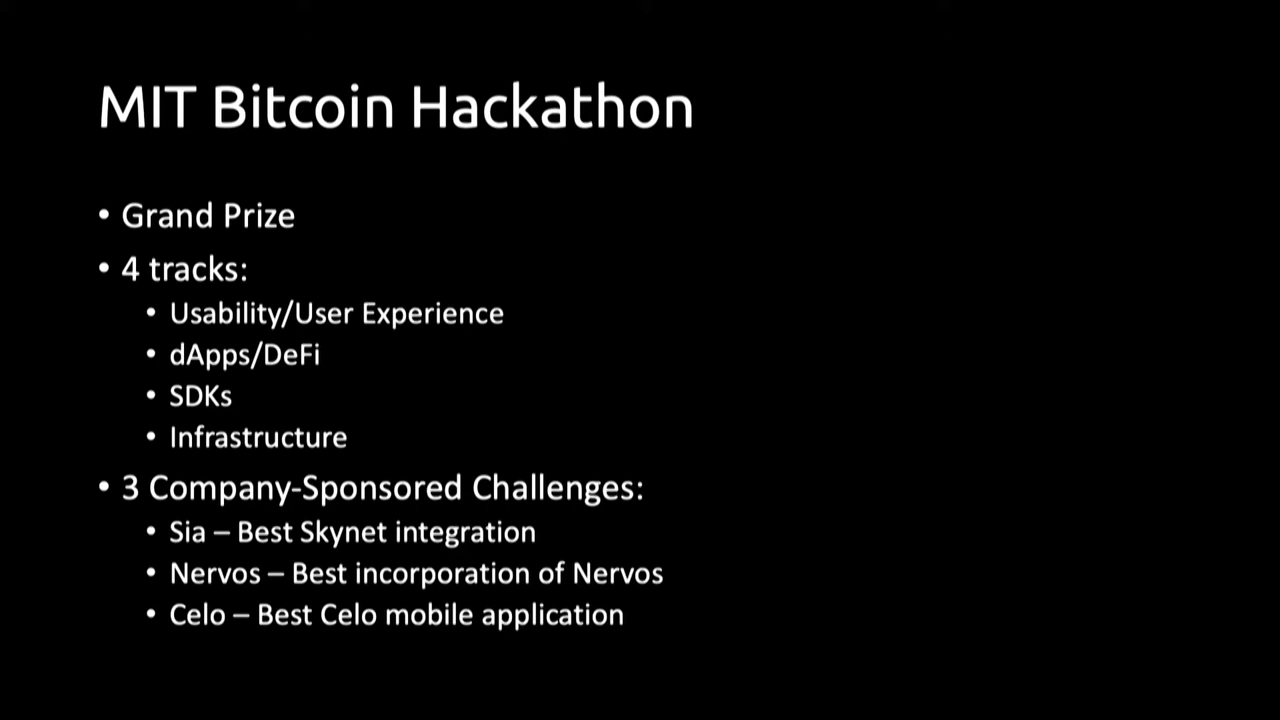 MIT Bitcoin Hackathon
• Grand Prize
• 4 tracks:
• Usability/User Experience
• dApps/DeFi
• SDKs
• Infrastructure
• 3 Company-Sponsored Challenges:
• Sia – Best Skynet integration
• Nervos – Best incorporation of Nervos
• Celo – Best Celo mobile application